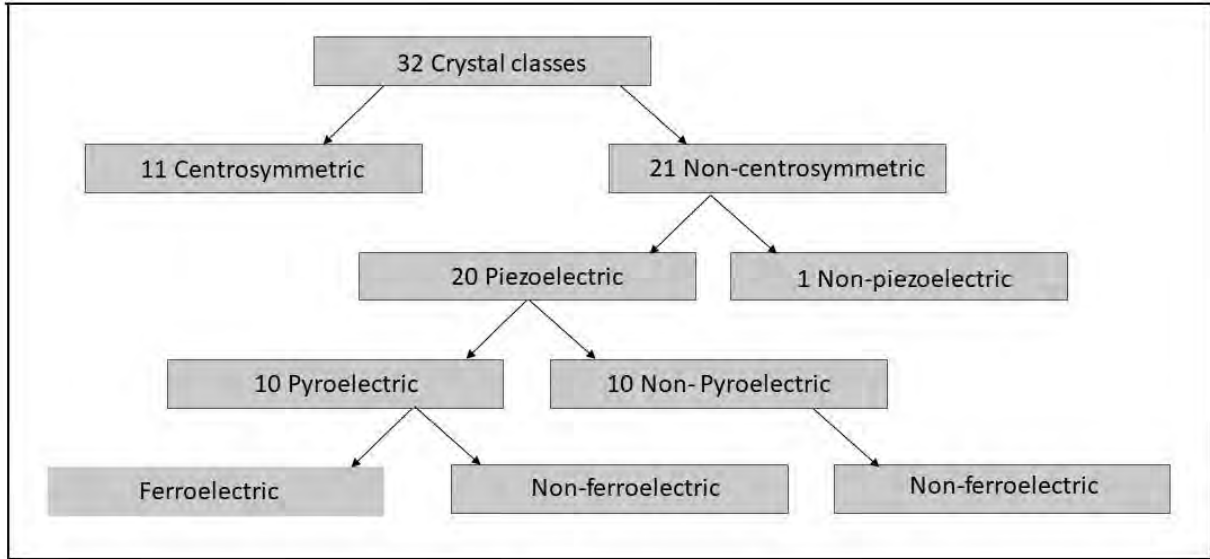 32 Crystal classes
11 Centrosymmetric
21 Non-centrosymmetric
20 Piezoelectric
1 Non-piezoelectric
10 Pyroelectric
10 Non- Pyroelectric
Ferroelectric
Non-ferroelectric
Non-ferroelectric